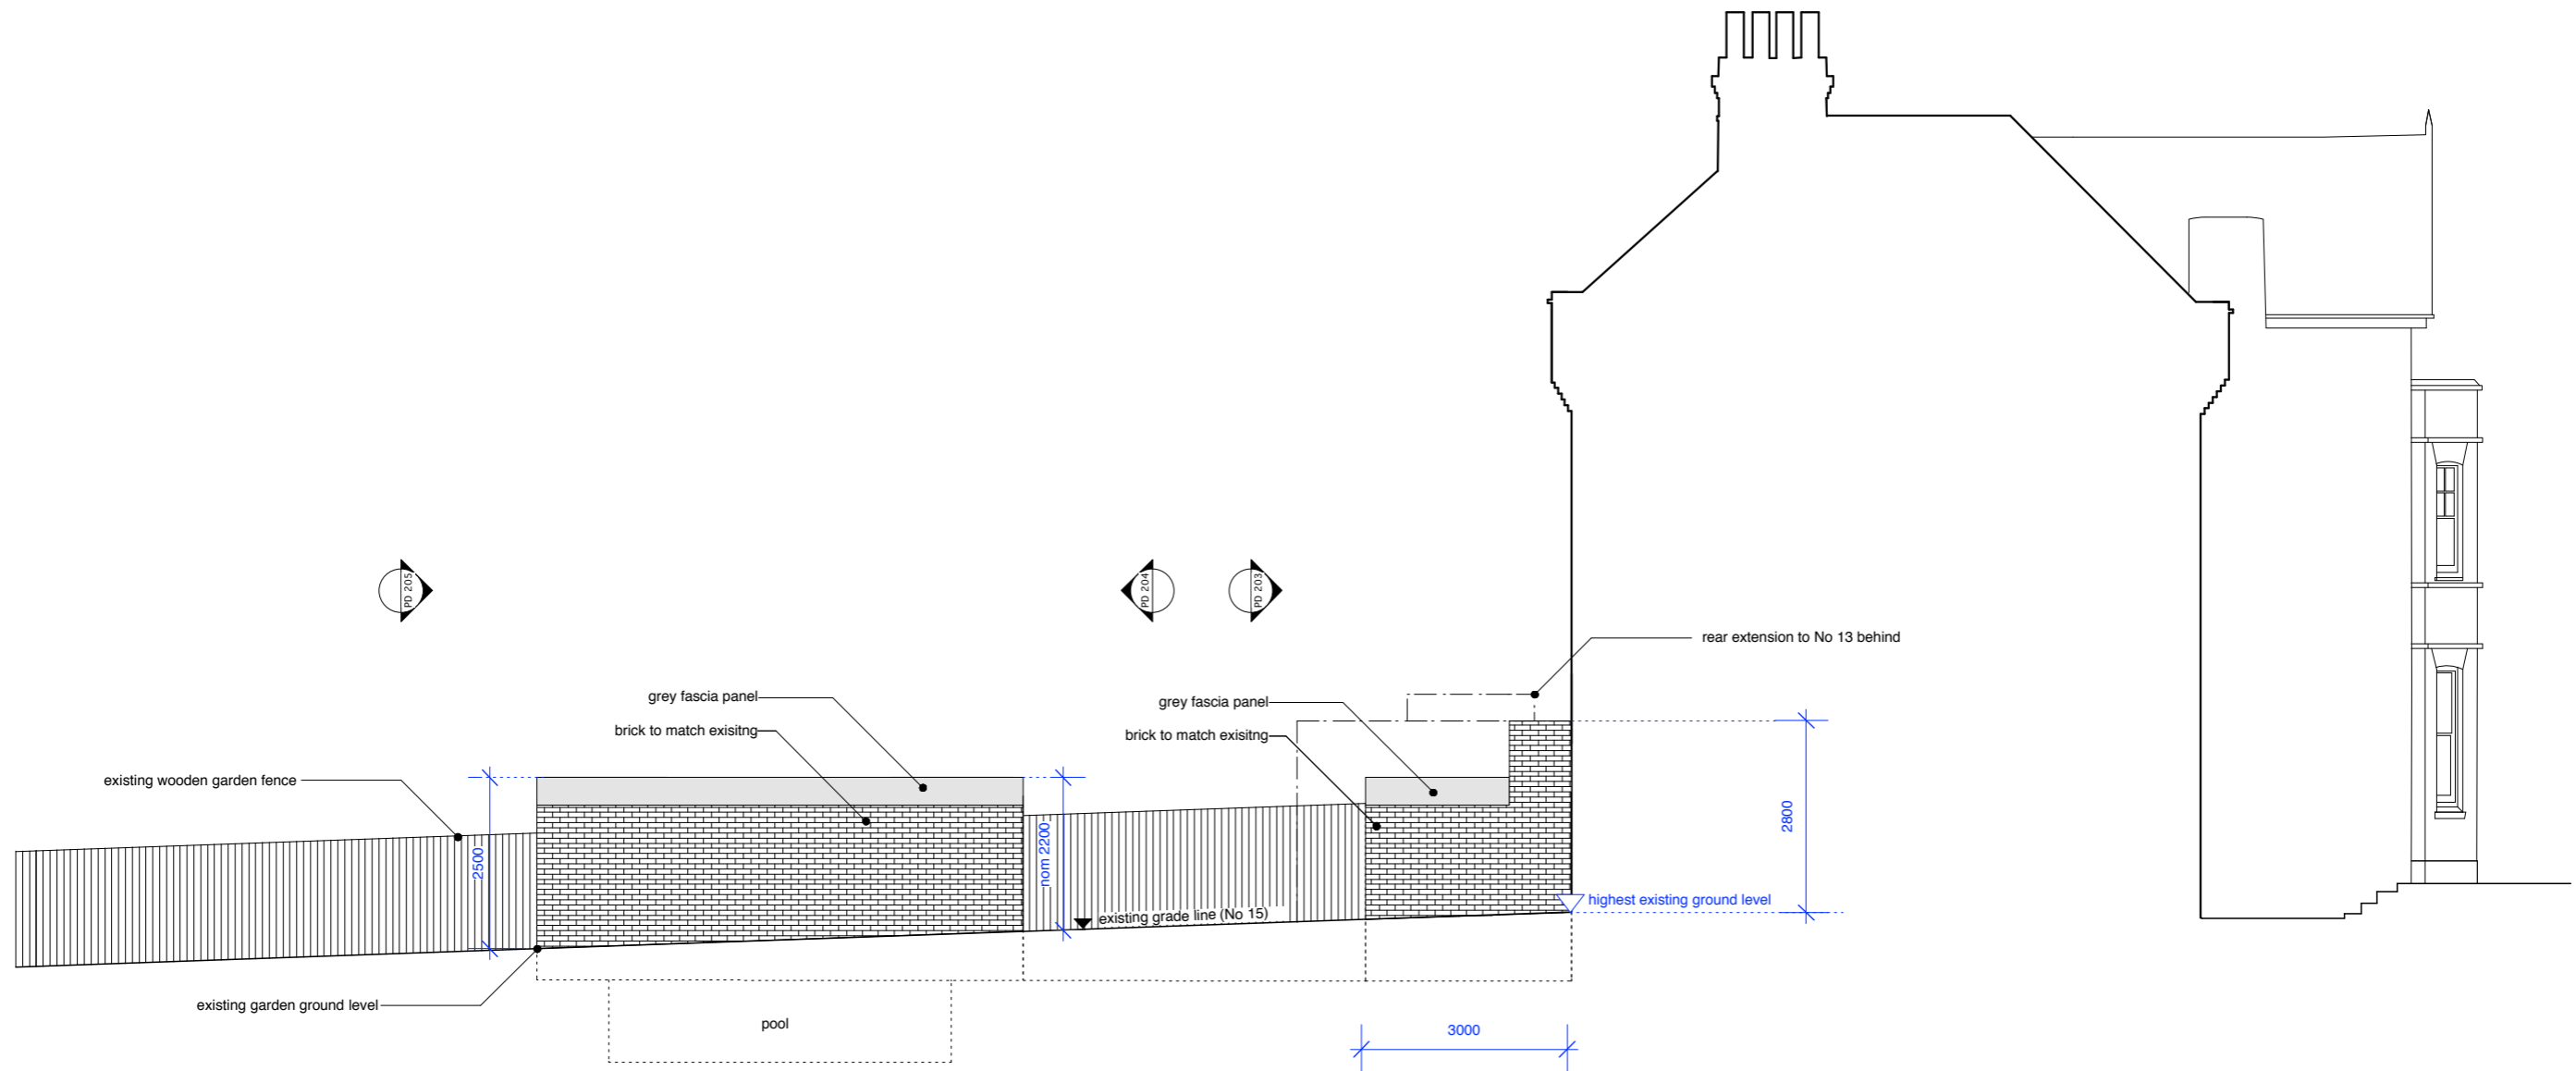 PD 205
PD 204
PD 203
rear extension to No 13 behind
grey fascia panel
grey fascia panel
brick to match exisitng
brick to match exisitng
existing wooden garden fence
2500
nom 2200
2800
highest existing ground level
existing grade line (No 15)
existing garden ground level
pool
3000